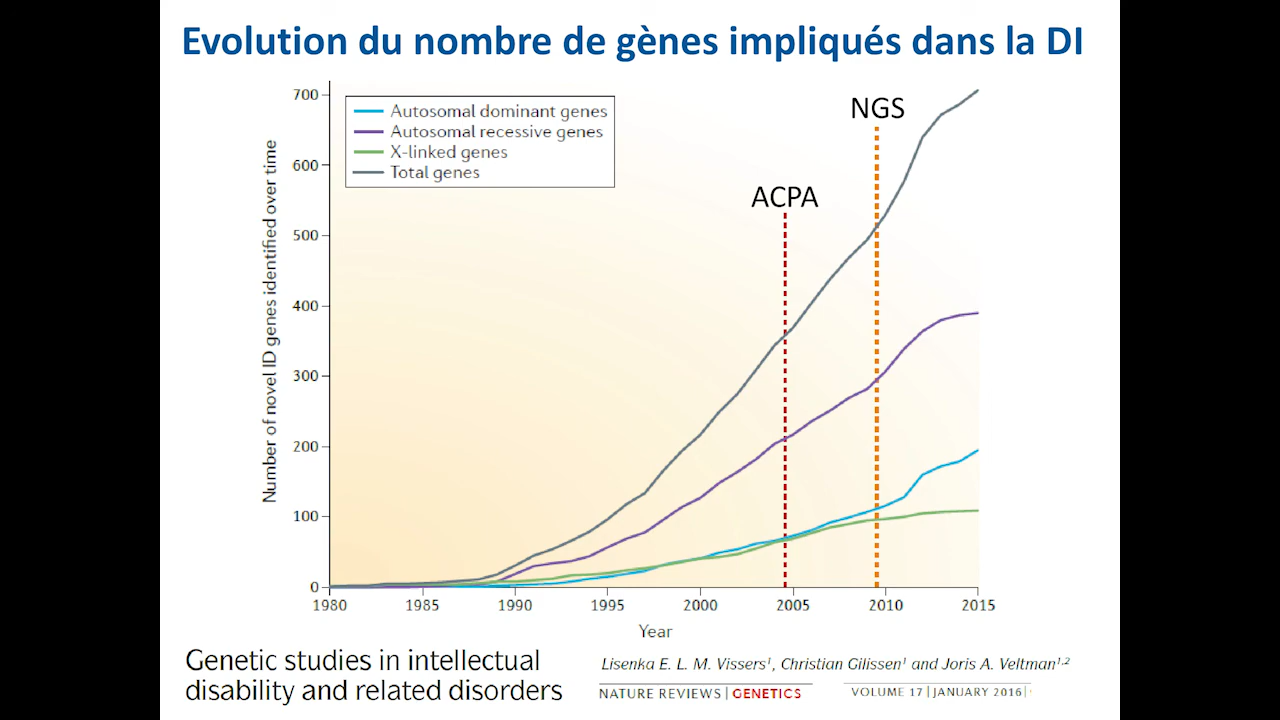 Evolution du nombre de gènes impliqués dans la DI
Number of novel ID genes identified over time
700
600
500
400
300
200
100
0
Autosomal dominant genes
Autosomal recessive genes
X-linked genes
Total genes
ACPA
NGS
1980 1985 1990 1995 2000 2005 2010 2015
Year
Genetic studies in intellectual
disability and related disorders
Lisenka E. L. M. Vissers¹, Christian Gilissen¹ and Joris A. Veltman¹,²
NATURE REVIEWS | GENETICS
VOLUME 17 | JANUARY 2016 |